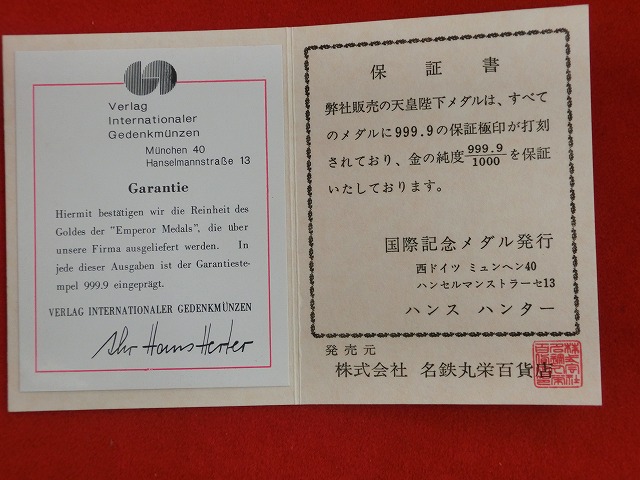 Verlag
Internationaler
Gedenkmünzen
München 40
Hanselmannstraße 13
Garantie
Hiermit bestätigen wir die Reinheit des
Goldes der "Emperor Medals", die über
unsere Firma ausgeliefert werden. In
jede dieser Ausgaben ist der Garantieste-
mpel 999.9 eingeprägt.
VERLAG INTERNATIONALER GEDENKMÜNZEN
Ihr Hans Herter
保証書
弊社販売の天皇陛下メダルは、すべて
のメダルに999.9の保証極印が打刻
されており、金の純度999.9/1000を保証
いたしております。
国際記念メダル発行
西ドイツ ミュンヘン40
ハンセルマンストラーセ13
ハンス ハンター
発売元
株式会社 名鉄丸栄百貨店